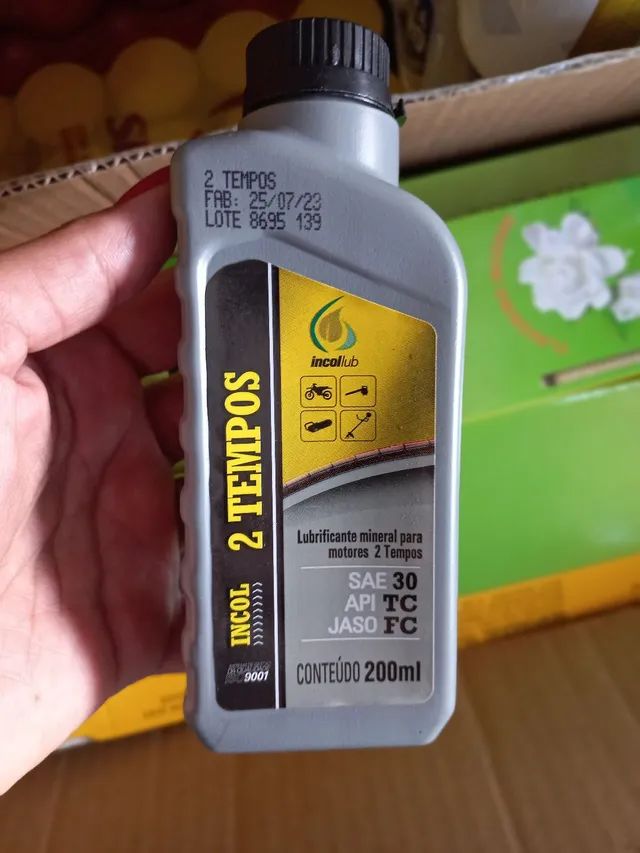 2 TEMPOS
FAB: 25/07/23
LOTE 8695 139
incollub
INCOL 2 TEMPOS
Lubrificante mineral para
motores 2 Tempos
SAE 30
API TC
JASO FC
9001
CONTEÚDO 200ml